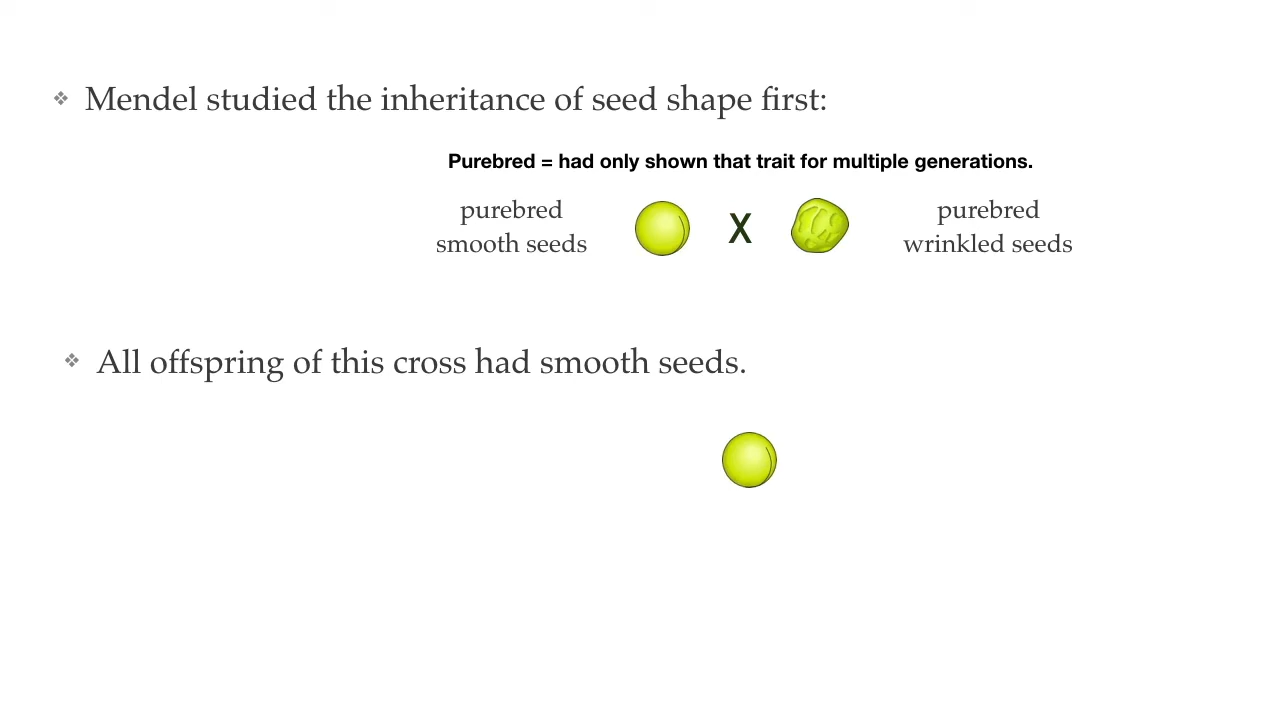 ❖ Mendel studied the inheritance of seed shape first:
Purebred = had only shown that trait for multiple generations.
purebred
smooth seeds
X
purebred
wrinkled seeds
❖ All offspring of this cross had smooth seeds.